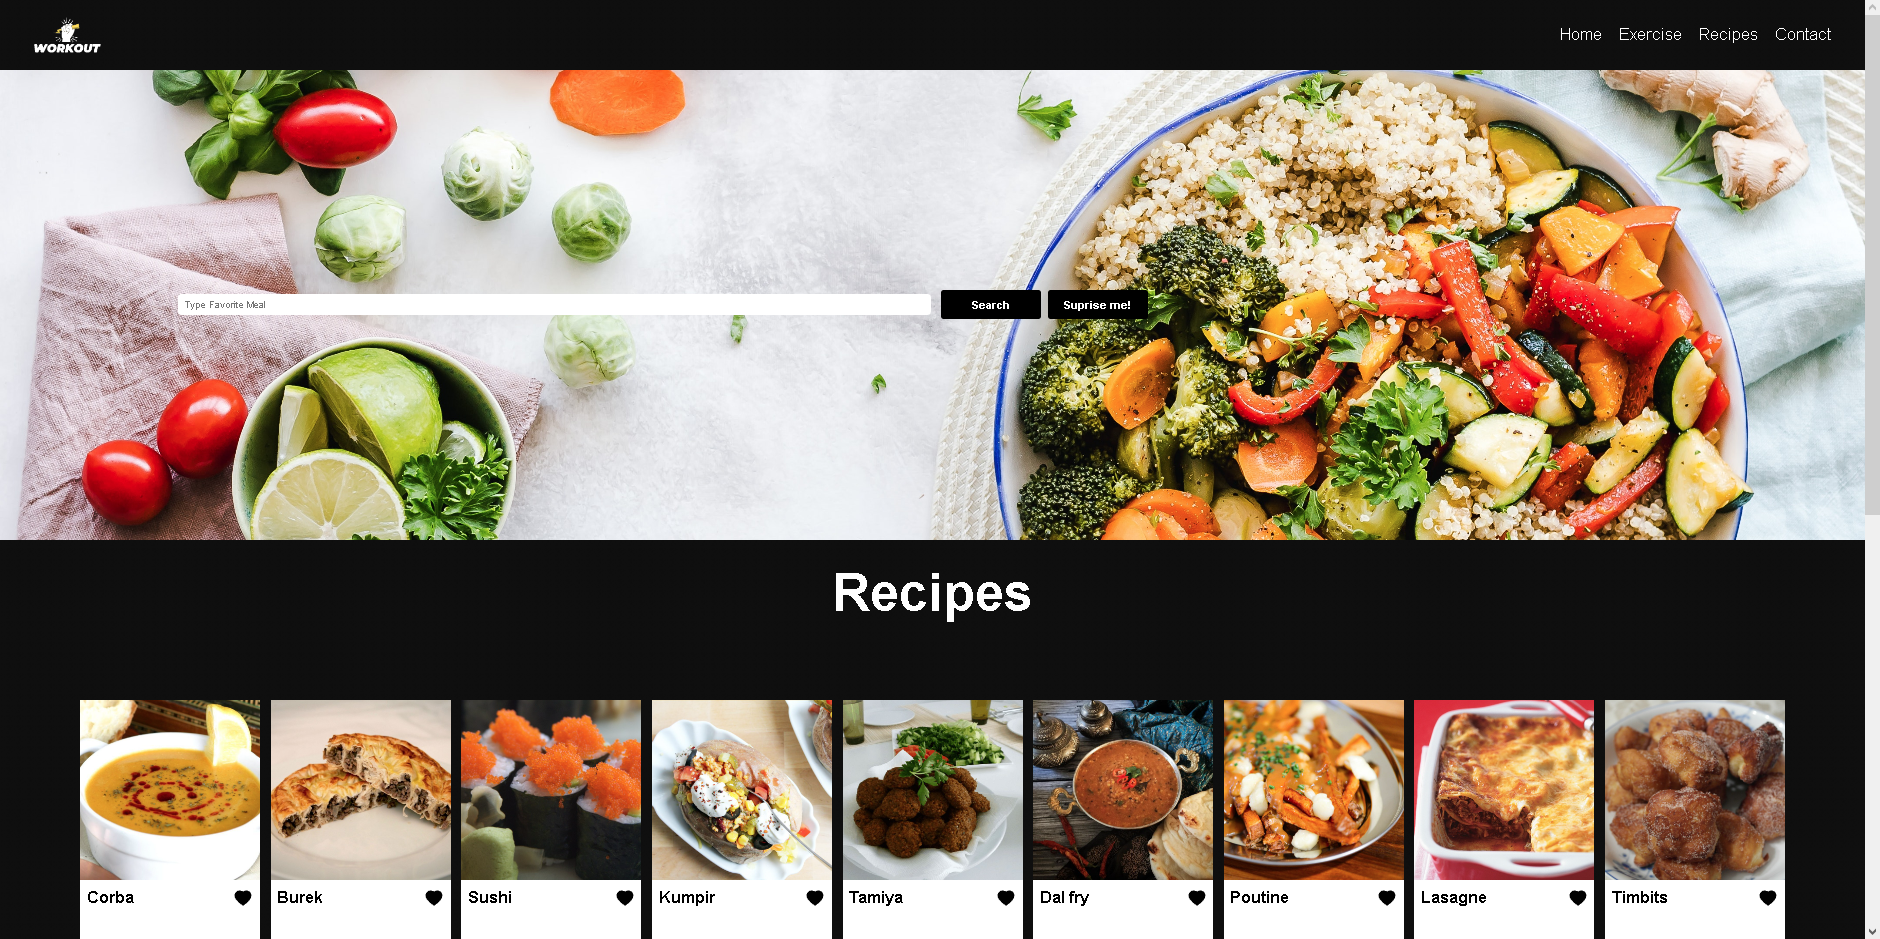 WORKOUT
Home Exercise Recipes Contact
Type Favorite Meal
Search
Suprise me!
Recipes
Corba
Burek
Sushi
Kumpir
Tamiya
Dal fry
Poutine
Lasagne
Timbits